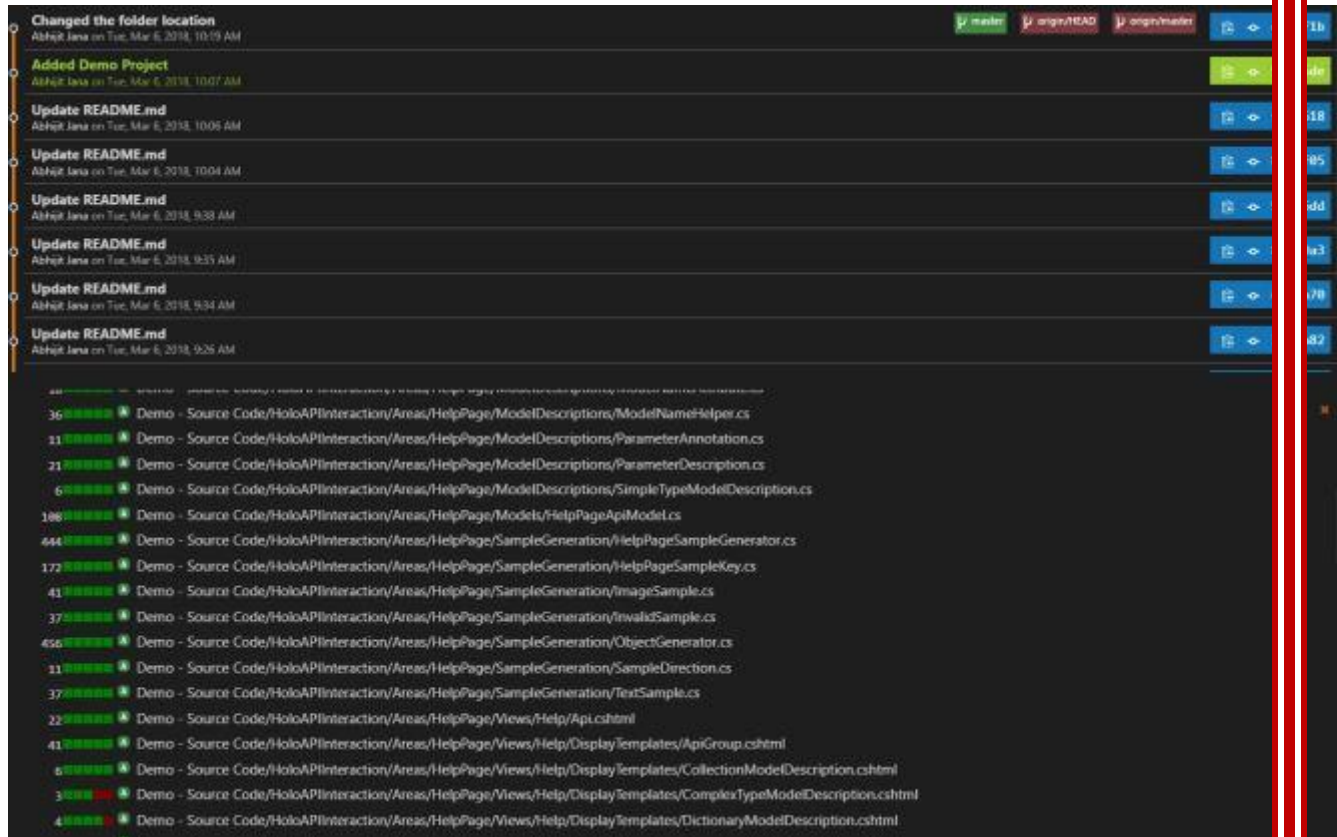 Changed the folder location
master origin/HEAD origin/master
Abhijit Jana on Tue, Mar 6, 2018, 10:19 AM
1b
Added Demo Project
Abhijit Jana on Tue, Mar 6, 2018, 10:07 AM
de
Update README.md
Abhijit Jana on Tue, Mar 6, 2018, 10:06 AM
18
Update README.md
Abhijit Jana on Tue, Mar 6, 2018, 10:04 AM
05
Update README.md
Abhijit Jana on Tue, Mar 6, 2018, 9:38 AM
dd
Update README.md
Abhijit Jana on Tue, Mar 6, 2018, 9:35 AM
a3
Update README.md
Abhijit Jana on Tue, Mar 6, 2018, 9:34 AM
70
Update README.md
Abhijit Jana on Tue, Mar 6, 2018, 9:26 AM
82
36 A Demo - Source Code/HoloAPIInteraction/Areas/HelpPage/ModelDescriptions/ModelNameHelper.cs
11 A Demo - Source Code/HoloAPIInteraction/Areas/HelpPage/ModelDescriptions/ParameterAnnotation.cs
21 A Demo - Source Code/HoloAPIInteraction/Areas/HelpPage/ModelDescriptions/ParameterDescription.cs
6 A Demo - Source Code/HoloAPIInteraction/Areas/HelpPage/ModelDescriptions/SimpleTypeModelDescription.cs
108 A Demo - Source Code/HoloAPIInteraction/Areas/HelpPage/Models/HelpPageApiModel.cs
444 A Demo - Source Code/HoloAPIInteraction/Areas/HelpPage/SampleGeneration/HelpPageSampleGenerator.cs
172 A Demo - Source Code/HoloAPIInteraction/Areas/HelpPage/SampleGeneration/HelpPageSampleKey.cs
41 A Demo - Source Code/HoloAPIInteraction/Areas/HelpPage/SampleGeneration/ImageSample.cs
37 A Demo - Source Code/HoloAPIInteraction/Areas/HelpPage/SampleGeneration/InvalidSample.cs
456 A Demo - Source Code/HoloAPIInteraction/Areas/HelpPage/SampleGeneration/ObjectGenerator.cs
11 A Demo - Source Code/HoloAPIInteraction/Areas/HelpPage/SampleGeneration/SampleDirection.cs
37 A Demo - Source Code/HoloAPIInteraction/Areas/HelpPage/SampleGeneration/TextSample.cs
22 A Demo - Source Code/HoloAPIInteraction/Areas/HelpPage/Views/Help/Api.cshtml
41 A Demo - Source Code/HoloAPIInteraction/Areas/HelpPage/Views/Help/DisplayTemplates/ApiGroup.cshtml
6 A Demo - Source Code/HoloAPIInteraction/Areas/HelpPage/Views/Help/DisplayTemplates/CollectionModelDescription.cshtml
3 A Demo - Source Code/HoloAPIInteraction/Areas/HelpPage/Views/Help/DisplayTemplates/ComplexTypeModelDescription.cshtml
4 A Demo - Source Code/HoloAPIInteraction/Areas/HelpPage/Views/Help/DisplayTemplates/DictionaryModelDescription.cshtml